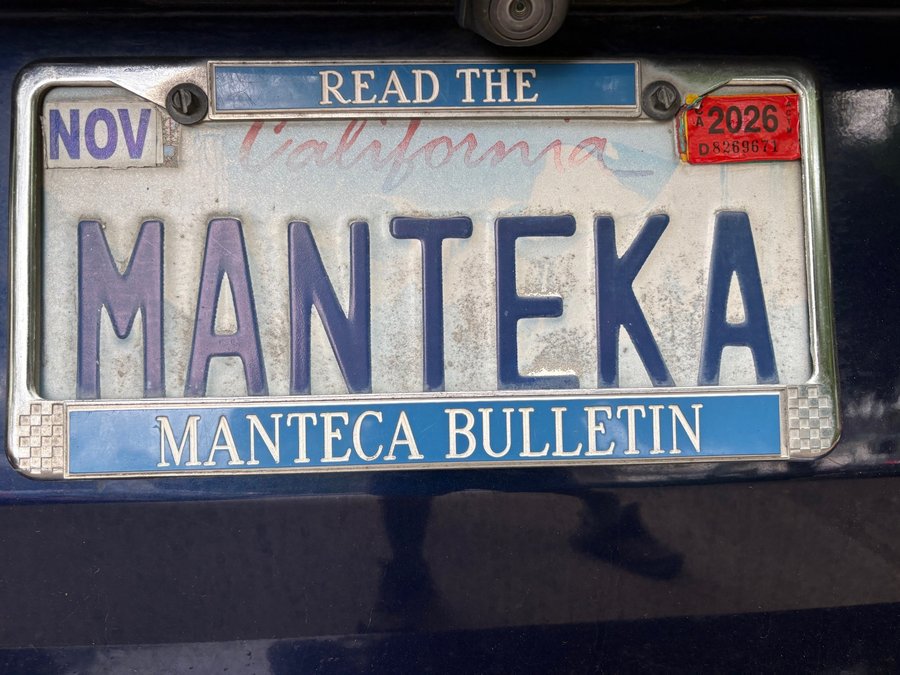 READ THE
NOV
2026
D8269671
California
MANTEKA
MANTECA BULLETIN